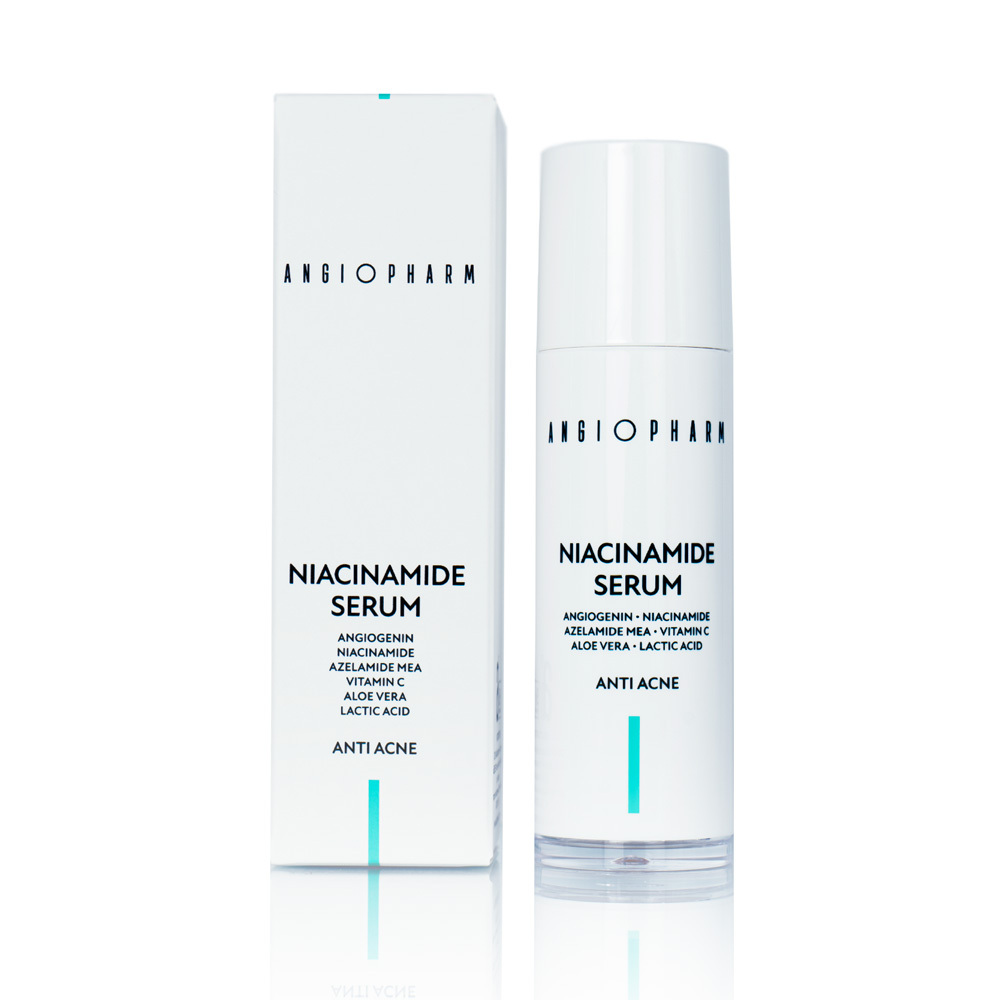 ANGIOPHARM
NIACINAMIDE
SERUM
ANGIOGENIN
NIACINAMIDE
AZELAMIDE MEA
VITAMIN C
ALOE VERA
LACTIC ACID
ANTI ACNE
ANGIOPHARM
NIACINAMIDE
SERUM
ANGIOGENIN • NIACINAMIDE
AZELAMIDE MEA • VITAMIN C
ALOE VERA • LACTIC ACID
ANTI ACNE